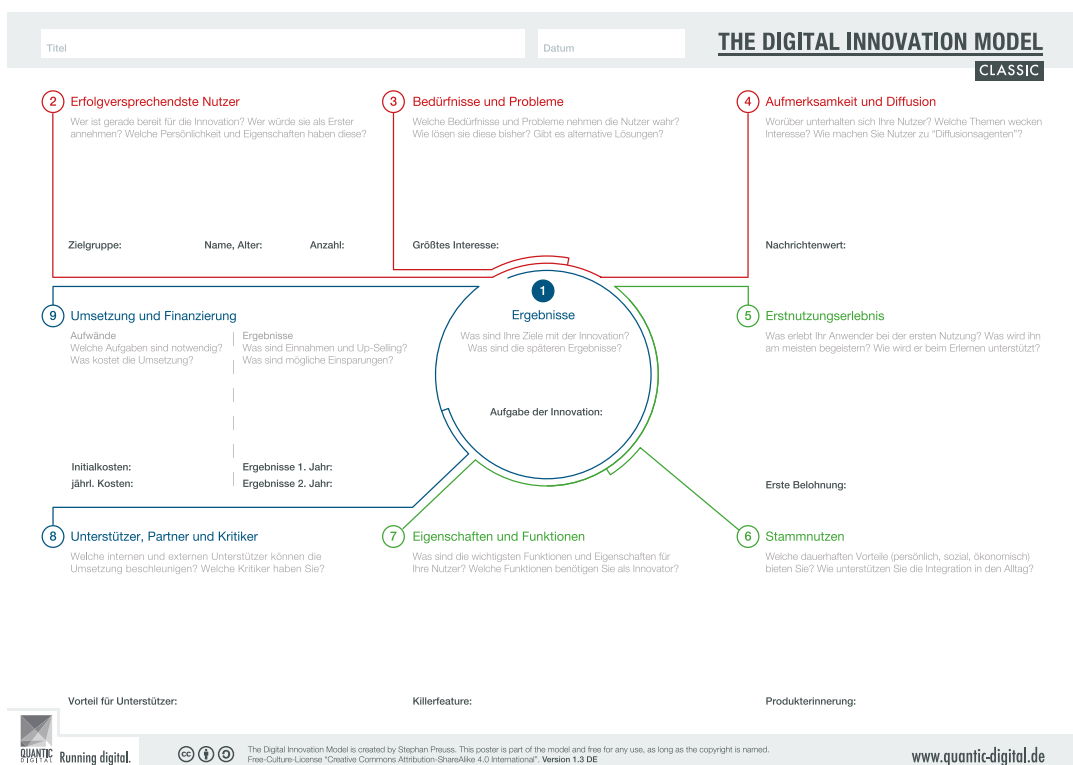 Titel
Datum
THE DIGITAL INNOVATION MODEL
CLASSIC
2 Erfolgversprechendste Nutzer
Wer ist gerade bereit für die Innovation? Wer würde sie als Erster
annehmen? Welche Persönlichkeit und Eigenschaften haben diese?
Zielgruppe:
Name, Alter:
Anzahl:
3 Bedürfnisse und Probleme
Welche Bedürfnisse und Probleme nehmen die Nutzer wahr?
Wie lösen sie diese bisher? Gibt es alternative Lösungen?
Größtes Interesse:
4 Aufmerksamkeit und Diffusion
Worüber unterhalten sich Ihre Nutzer? Welche Themen wecken
Interesse? Wie machen Sie Nutzer zu "Diffusionsagenten"?
Nachrichtenwert:
9 Umsetzung und Finanzierung
Aufwände
Welche Aufgaben sind notwendig?
Was kostet die Umsetzung?
Initialkosten:
jährl. Kosten:
Ergebnisse
Was sind Einnahmen und Up-Selling?
Was sind mögliche Einsparungen?
Ergebnisse 1. Jahr:
Ergebnisse 2. Jahr:
1
Ergebnisse
Was sind Ihre Ziele mit der Innovation?
Was sind die späteren Ergebnisse?
Aufgabe der Innovation:
5 Erstnutzungserlebnis
Was erlebt Ihr Anwender bei der ersten Nutzung? Was wird ihn
am meisten begeistern? Wie wird er beim Erlernen unterstützt?
Erste Belohnung:
8 Unterstützer, Partner und Kritiker
Welche internen und externen Unterstützer können die
Umsetzung beschleunigen? Welche Kritiker haben Sie?
Vorteil für Unterstützer:
7 Eigenschaften und Funktionen
Was sind die wichtigsten Funktionen und Eigenschaften für
Ihre Nutzer? Welche Funktionen benötigen Sie als Innovator?
Killerfeature:
6 Stammnutzen
Welche dauerhaften Vorteile (persönlich, sozial, ökonomisch)
bieten Sie? Wie unterstützen Sie die Integration in den Alltag?
Produkterinnerung:
QUANTIC
DIGITAL
Running digital.
cc
The Digital Innovation Model is created by Stephan Preuss. This poster is part of the model and free for any use, as long as the copyright is named.
Free-Culture-License "Creative Commons Attribution-ShareAlike 4.0 International". Version 1.3 DE
www.quantic-digital.de